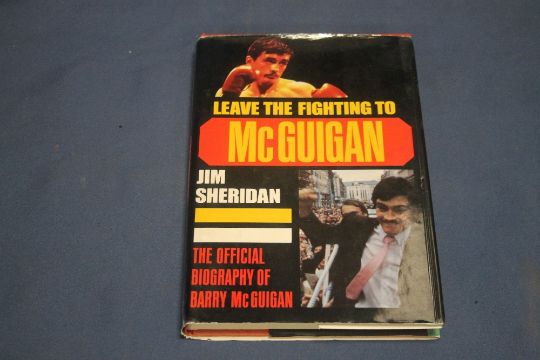 LEAVE THE FIGHTING TO
McGUIGAN
JIM
SHERIDAN
THE OFFICIAL
BIOGRAPHY OF
BARRY McGUIGAN